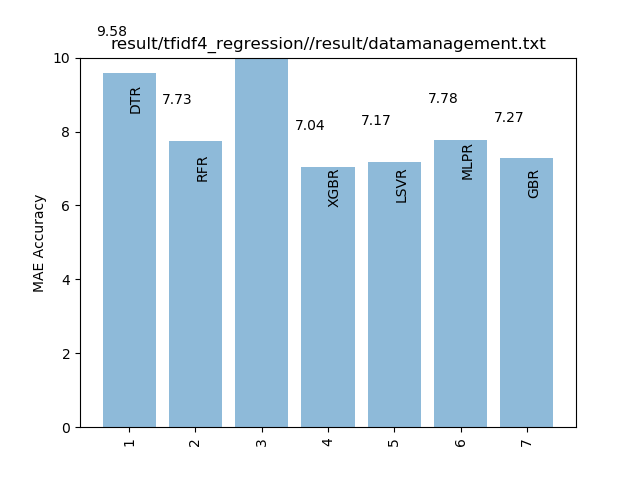 9.58
result/tfidf4_regression//result/datamanagement.txt
10
8
6
4
2
0
MAE Accuracy
7.73
7.04
7.17
7.78
7.27
DTR
RFR
XGBR
LSVR
MLPR
GBR
1
2
3
4
5
6
7